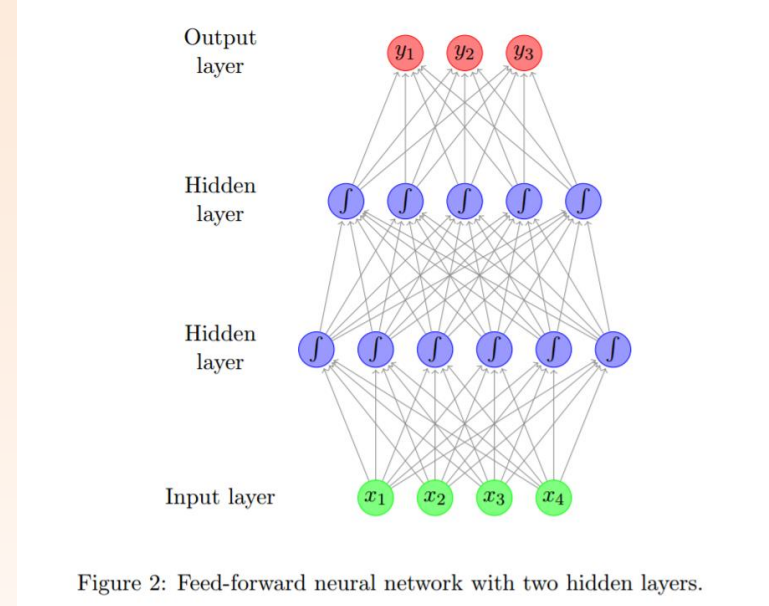 Output
layer
y1 y2 y3
Hidden
layer
∫ ∫ ∫ ∫ ∫
Hidden
layer
∫ ∫ ∫ ∫ ∫ ∫
Input layer
x1 x2 x3 x4
Figure 2: Feed-forward neural network with two hidden layers.